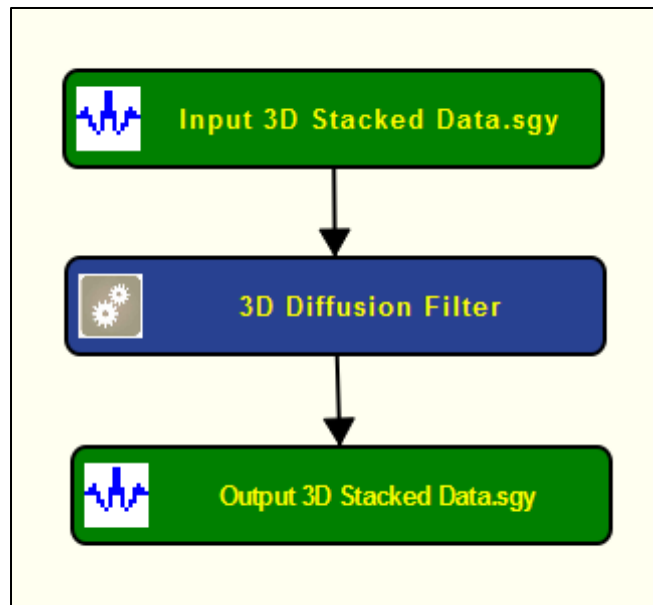 Input 3D Stacked Data.sgy
3D Diffusion Filter
Output 3D Stacked Data.sgy